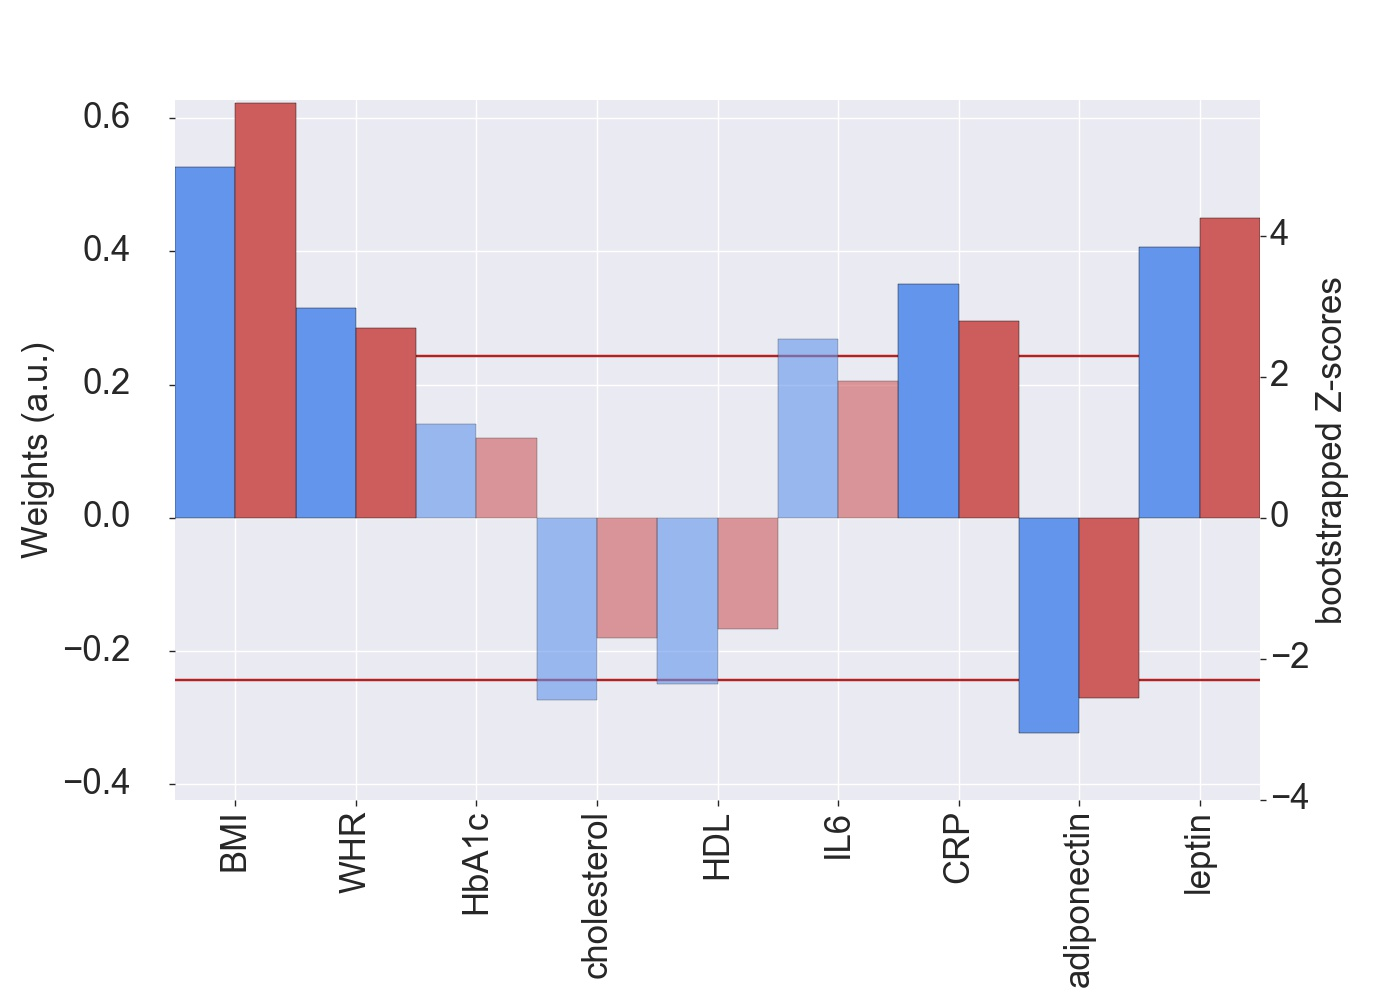 0.6
0.4
0.2
0.0
−0.2
−0.4
Weights (a.u.)
4
2
0
−2
−4
bootstrapped Z-scores
BMI
WHR
HbA1c
cholesterol
HDL
IL6
CRP
adiponectin
leptin